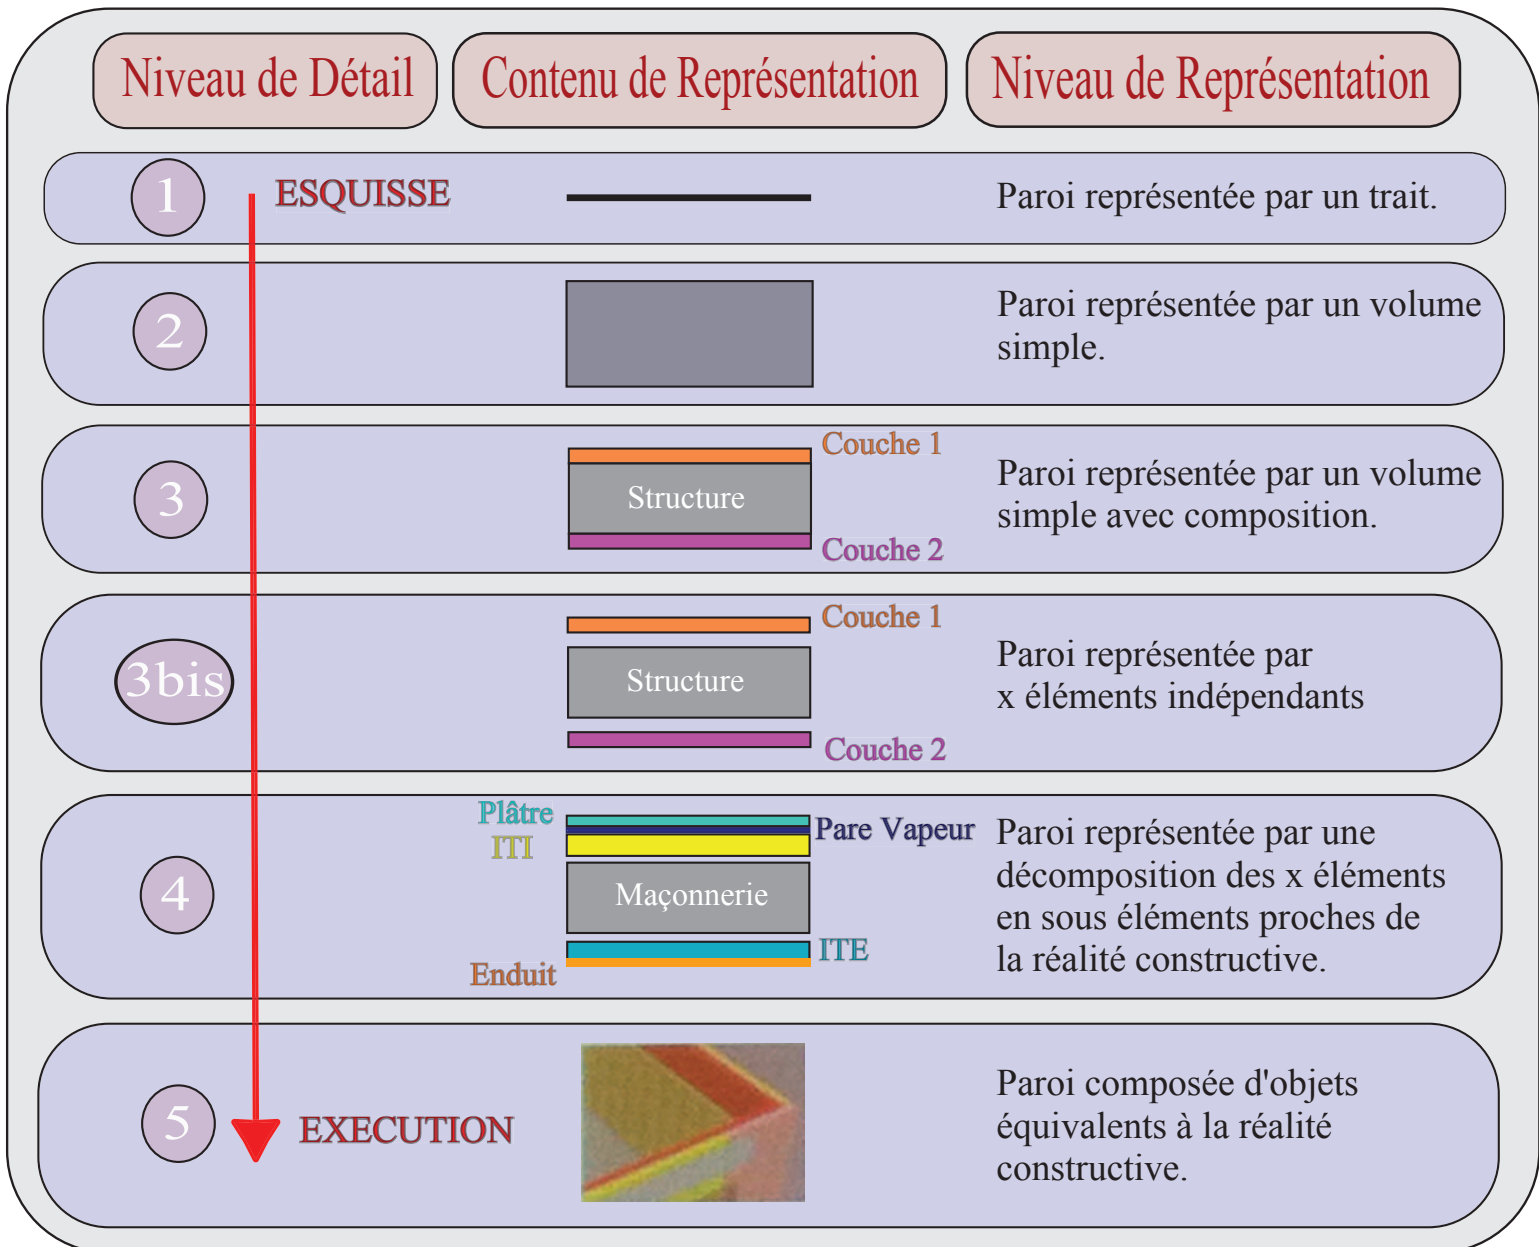 Niveau de Détail
Contenu de Représentation
Niveau de Représentation
1
ESQUISSE
Paroi représentée par un trait.
2
Paroi représentée par un volume
simple.
3
Couche 1
Structure
Couche 2
Paroi représentée par un volume
simple avec composition.
3bis
Couche 1
Structure
Couche 2
Paroi représentée par
x éléments indépendants
4
Plâtre
Pare Vapeur
ITI
Maçonnerie
ITE
Enduit
Paroi représentée par une
décomposition des x éléments
en sous éléments proches de
la réalité constructive.
5
EXECUTION
Paroi composée d'objets
équivalents à la réalité
constructive.